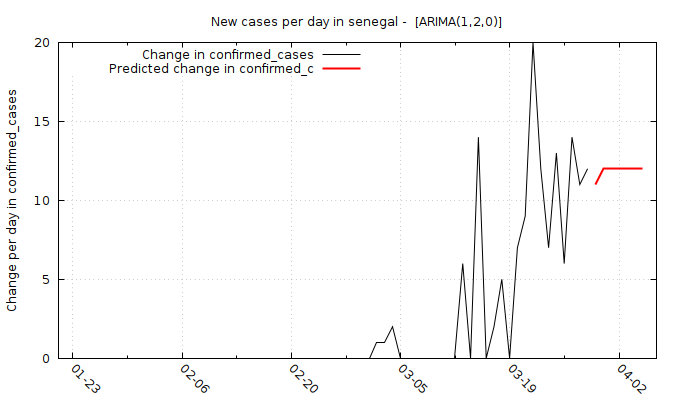 New cases per day in senegal -  [ARIMA(1,2,0)]
Change in confirmed_cases
Predicted change in confirmed_c
Change per day in confirmed_cases
20
15
10
5
0
01-23
02-06
02-20
03-05
03-19
04-02